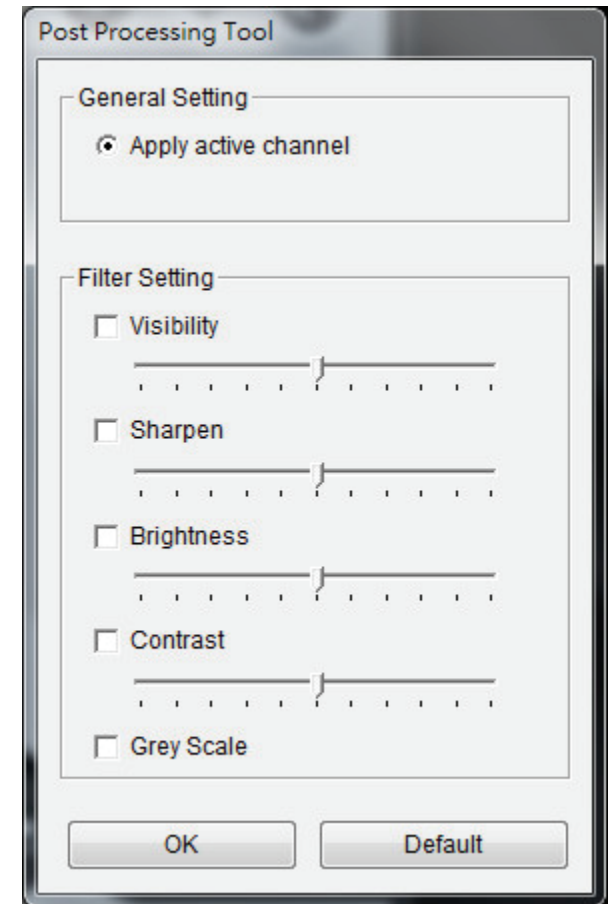 Post Processing Tool
General Setting
Apply active channel
Filter Setting
Visibility
Sharpen
Brightness
Contrast
Grey Scale
OK Default